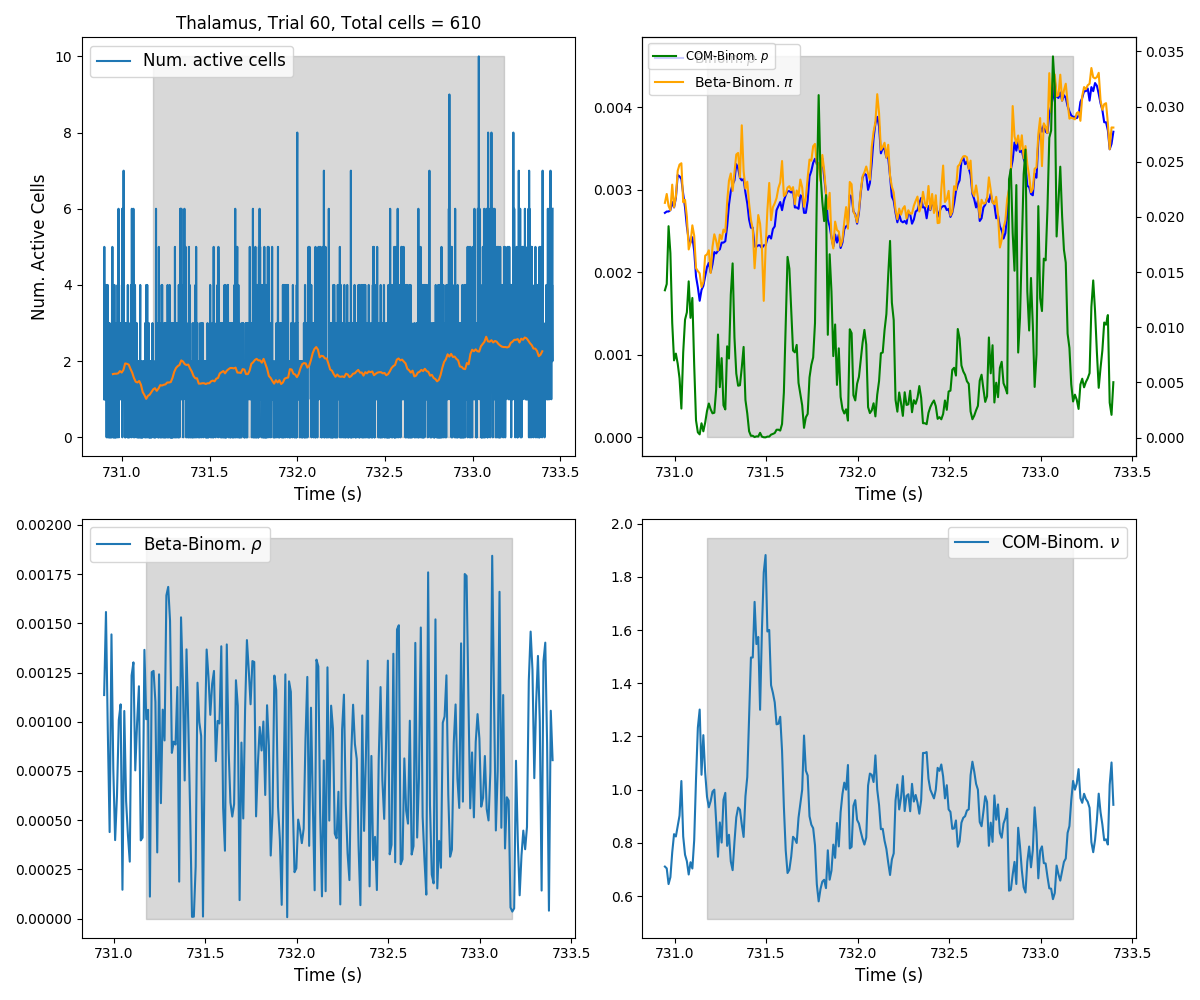 Thalamus, Trial 60, Total cells = 610
Num. active cells
10
8
6
4
2
0
Num. Active Cells
731.0 731.5 732.0 732.5 733.0 733.5
Time (s)
COM-Binom. p
Beta-Binom. π
0.004
0.003
0.002
0.001
0.000
0.035
0.030
0.025
0.020
0.015
0.010
0.005
0.000
731.0 731.5 732.0 732.5 733.0 733.5
Time (s)
Beta-Binom. ρ
0.00200
0.00175
0.00150
0.00125
0.00100
0.00075
0.00050
0.00025
0.00000
731.0 731.5 732.0 732.5 733.0 733.5
Time (s)
COM-Binom. ν
2.0
1.8
1.6
1.4
1.2
1.0
0.8
0.6
731.0 731.5 732.0 732.5 733.0 733.5
Time (s)